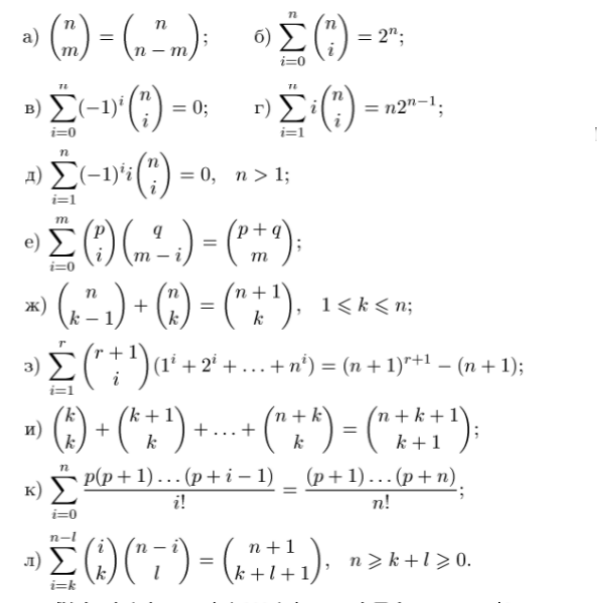 а) $\binom{n}{m} = \binom{n}{n-m}$; б) $\sum_{i=0}^{n} \binom{n}{i} = 2^n$;
в) $\sum_{i=0}^{n} (-1)^i \binom{n}{i} = 0$; г) $\sum_{i=1}^{n} i \binom{n}{i} = n2^{n-1}$;
д) $\sum_{i=1}^{n} (-1)^i i \binom{n}{i} = 0, \quad n > 1$;
е) $\sum_{i=0}^{m} \binom{p}{i} \binom{q}{m-i} = \binom{p+q}{m}$;
ж) $\binom{n}{k-1} + \binom{n}{k} = \binom{n+1}{k}, \quad 1 \leqslant k \leqslant n$;
з) $\sum_{i=1}^{r} \binom{r+1}{i} (1^i + 2^i + \ldots + n^i) = (n+1)^{r+1} - (n+1)$;
и) $\binom{k}{k} + \binom{k+1}{k} + \ldots + \binom{n+k}{k} = \binom{n+k+1}{k+1}$;
к) $\sum_{i=0}^{n} \frac{p(p+1)\ldots(p+i-1)}{i!} = \frac{(p+1)\ldots(p+n)}{n!}$;
л) $\sum_{i=k}^{n-l} \binom{i}{k} \binom{n-i}{l} = \binom{n+1}{k+l+1}, \quad n \geqslant k+l \geqslant 0.$